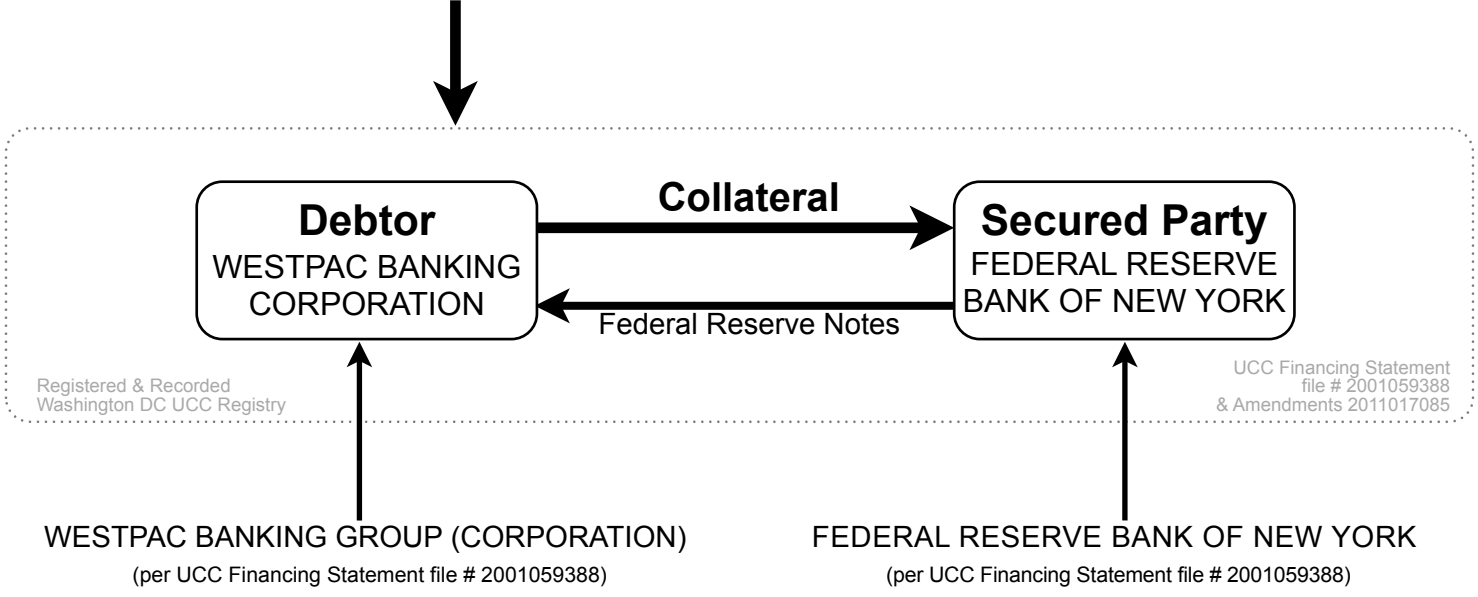 Collateral
Debtor
WESTPAC BANKING
CORPORATION
Secured Party
FEDERAL RESERVE
BANK OF NEW YORK
Federal Reserve Notes
Registered & Recorded
Washington DC UCC Registry
UCC Financing Statement
file # 2001059388
& Amendments 2011017085
WESTPAC BANKING GROUP (CORPORATION)
(per UCC Financing Statement file # 2001059388)
FEDERAL RESERVE BANK OF NEW YORK
(per UCC Financing Statement file # 2001059388)